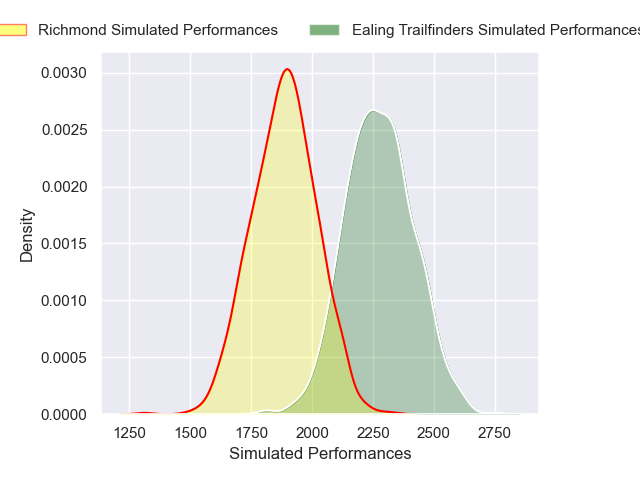 Richmond Simulated Performances Ealing Trailfinders Simulated Performances
0.0030
0.0025
0.0020
0.0015
0.0010
0.0005
0.0000
Density
1250 1500 1750 2000 2250 2500 2750
Simulated Performances